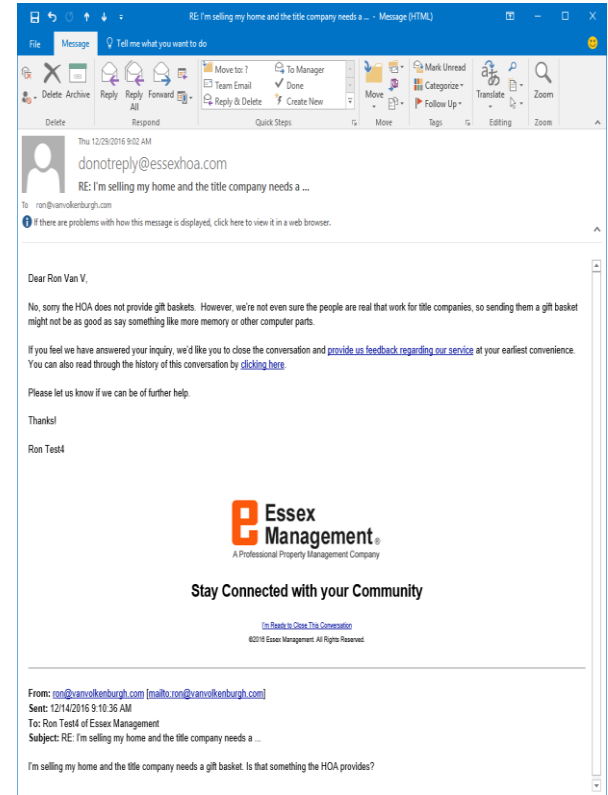 RE: I'm selling my home and the title company needs a ... - Message (HTML)
File Message Tell me what you want to do
Delete Archive Reply Reply All Forward
Move to: ? To Manager
Team Email Done
Reply & Delete Create New
Move
Mark Unread
Categorize
Follow Up
Translate
Zoom
Delete Respond Quick Steps Move Tags Editing Zoom
Thu 12/29/2016 9:02 AM
donotreply@essexhoa.com
RE: I'm selling my home and the title company needs a ...
To ron@vanvolkenburgh.com
If there are problems with how this message is displayed, click here to view it in a web browser.
Dear Ron Van V,
No, sorry the HOA does not provide gift baskets. However, we're not even sure the people are real that work for title companies, so sending them a gift basket
might not be as good as say something like more memory or other computer parts.
If you feel we have answered your inquiry, we'd like you to close the conversation and provide us feedback regarding our service at your earliest convenience.
You can also read through the history of this conversation by clicking here.
Please let us know if we can be of further help.
Thanks!
Ron Test4
Essex
Management®
A Professional Property Management Company
Stay Connected with your Community
I'm Ready to Close This Conversation
©2016 Essex Management. All Rights Reserved.
From: ron@vanvolkenburgh.com [mailto:ron@vanvolkenburgh.com]
Sent: 12/14/2016 9:10:36 AM
To: Ron Test4 of Essex Management
Subject: RE: I'm selling my home and the title company needs a ...
I'm selling my home and the title company needs a gift basket. Is that something the HOA provides?